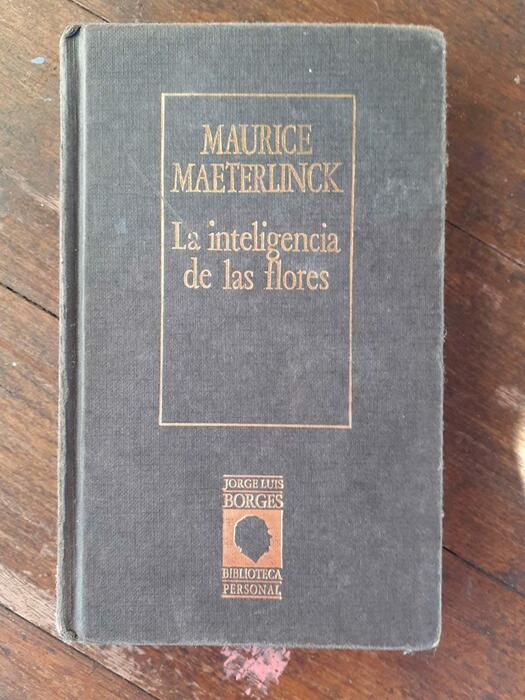 MAURICE
MAETERLINCK
La inteligencia
de las flores
JORGE LUIS
BORGES
BIBLIOTECA
PERSONAL